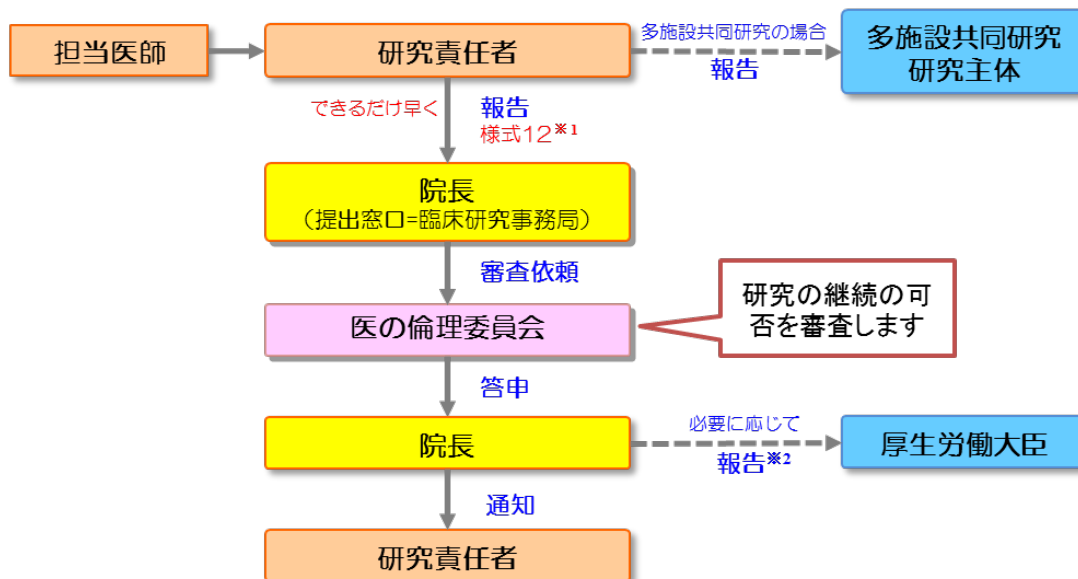 担当医師
研究責任者
多施設共同研究の場合
報告
多施設共同研究
研究主体
できるだけ早く
報告
様式12※1
院長
（提出窓口=臨床研究事務局）
審査依頼
医の倫理委員会
研究の継続の可
否を審査します
答申
院長
必要に応じて
報告※2
厚生労働大臣
通知
研究責任者